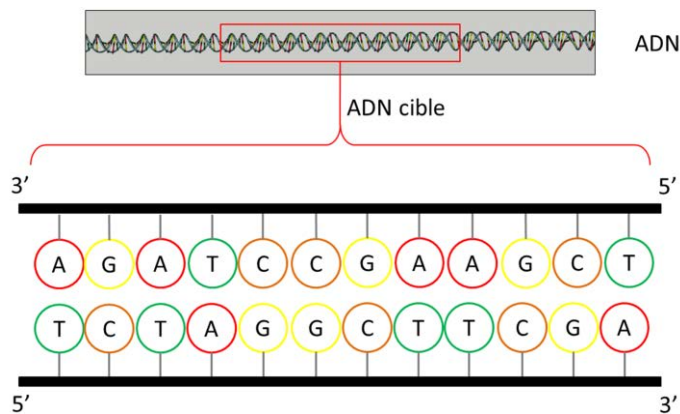 ADN
ADN cible
3’ 5’
A G A T C C G A A G C T
T C T A G G C T T C G A
5’ 3’